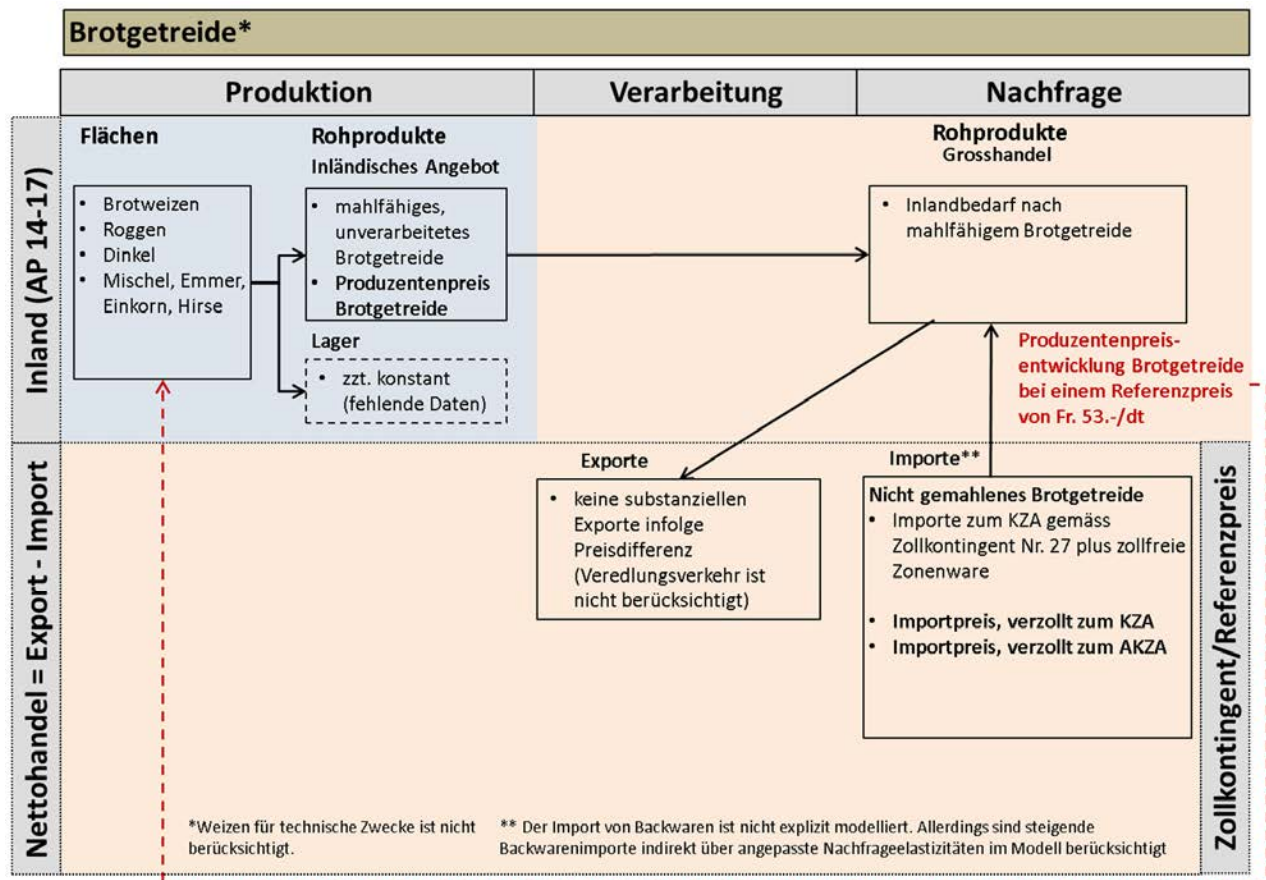 Brotgetreide*
Produktion
Verarbeitung
Nachfrage
Inland (AP 14-17)
Flächen
• Brotweizen
• Roggen
• Dinkel
• Mischel, Emmer,
Einkorn, Hirse
Rohprodukte
Inländisches Angebot
• mahlfähiges,
unverarbeitetes
Brotgetreide
• Produzentenpreis
Brotgetreide
Lager
• zzt. konstant
(fehlende Daten)
Rohprodukte
Grosshandel
• Inlandbedarf nach
mahlfähigem Brotgetreide
Produzentenpreis-
entwicklung Brotgetreide
bei einem Referenzpreis
von Fr. 53.-/dt
Nettohandel = Export - Import
Exporte
• keine substanziellen
Exporte infolge
Preisdifferenz
(Veredlungsverkehr ist
nicht berücksichtigt)
Importe**
Nicht gemahlenes Brotgetreide
• Importe zum KZA gemäss
Zollkontingent Nr. 27 plus zollfreie
Zonenware
• Importpreis, verzollt zum KZA
• Importpreis, verzollt zum AKZA
Zollkontingent/Referenzpreis
*Weizen für technische Zwecke ist nicht
berücksichtigt.
** Der Import von Backwaren ist nicht explizit modelliert. Allerdings sind steigende
Backwarenimporte indirekt über angepasste Nachfrageelastizitäten im Modell berücksichtigt